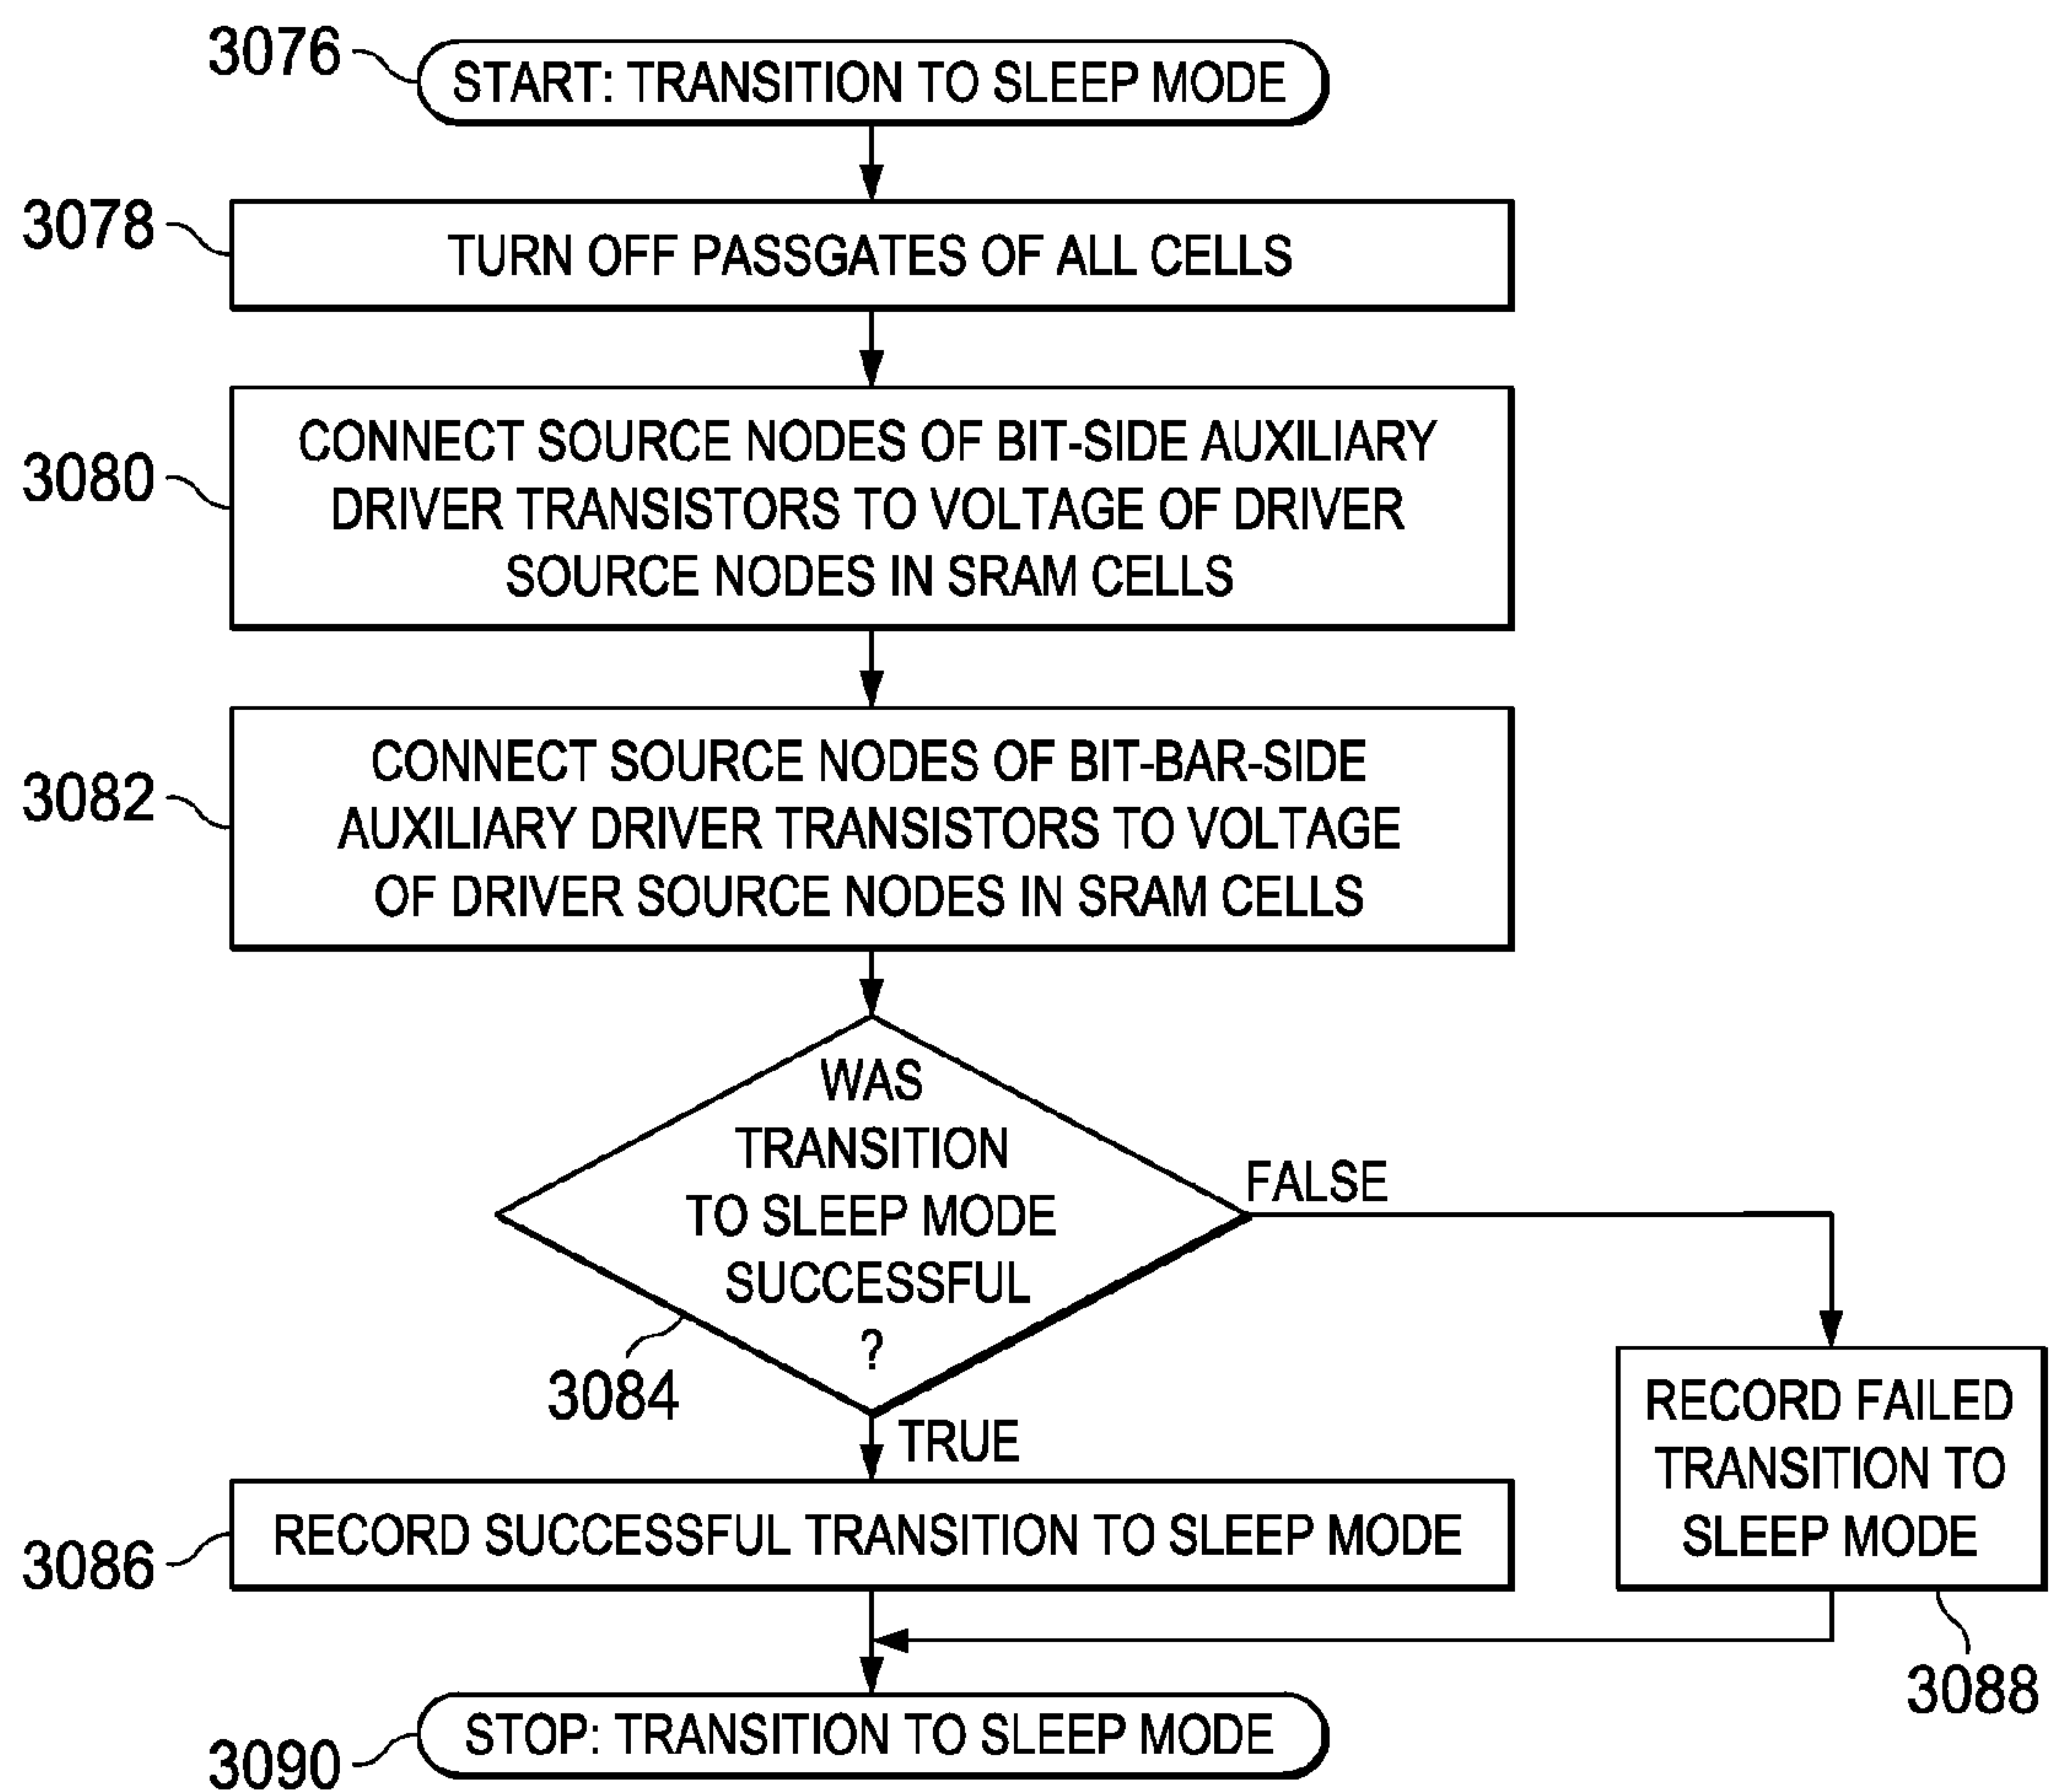 3076
START: TRANSITION TO SLEEP MODE
3078
TURN OFF PASSGATES OF ALL CELLS
3080
CONNECT SOURCE NODES OF BIT-SIDE AUXILIARY
DRIVER TRANSISTORS TO VOLTAGE OF DRIVER
SOURCE NODES IN SRAM CELLS
3082
CONNECT SOURCE NODES OF BIT-BAR-SIDE
AUXILIARY DRIVER TRANSISTORS TO VOLTAGE
OF DRIVER SOURCE NODES IN SRAM CELLS
WAS
TRANSITION
TO SLEEP MODE
SUCCESSFUL
?
3084
FALSE
TRUE
RECORD FAILED
TRANSITION TO
SLEEP MODE
3088
3086
RECORD SUCCESSFUL TRANSITION TO SLEEP MODE
3090
STOP: TRANSITION TO SLEEP MODE